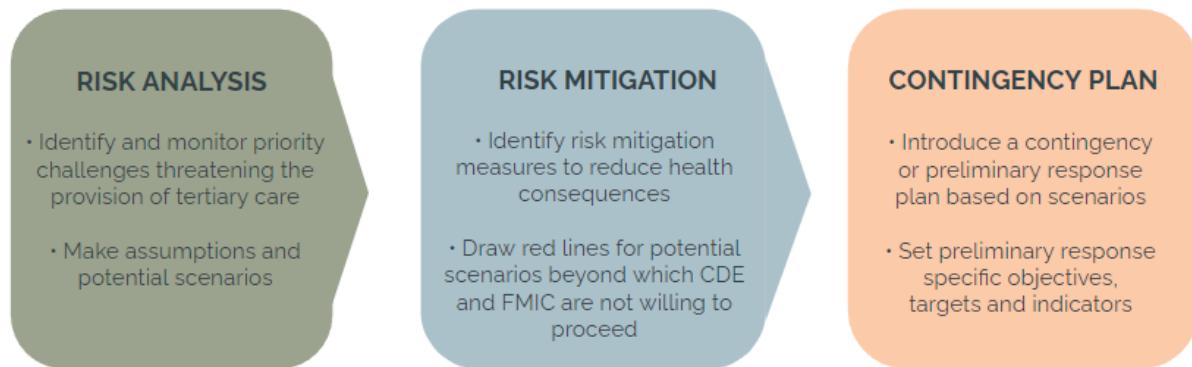 RISK ANALYSIS
• Identify and monitor priority
challenges threatening the
provision of tertiary care
• Make assumptions and
potential scenarios
RISK MITIGATION
• Identify risk mitigation
measures to reduce health
consequences
• Draw red lines for potential
scenarios beyond which CDE
and FMIC are not willing to
proceed
CONTINGENCY PLAN
• Introduce a contingency
or preliminary response
plan based on scenarios
• Set preliminary response
specific objectives,
targets and indicators